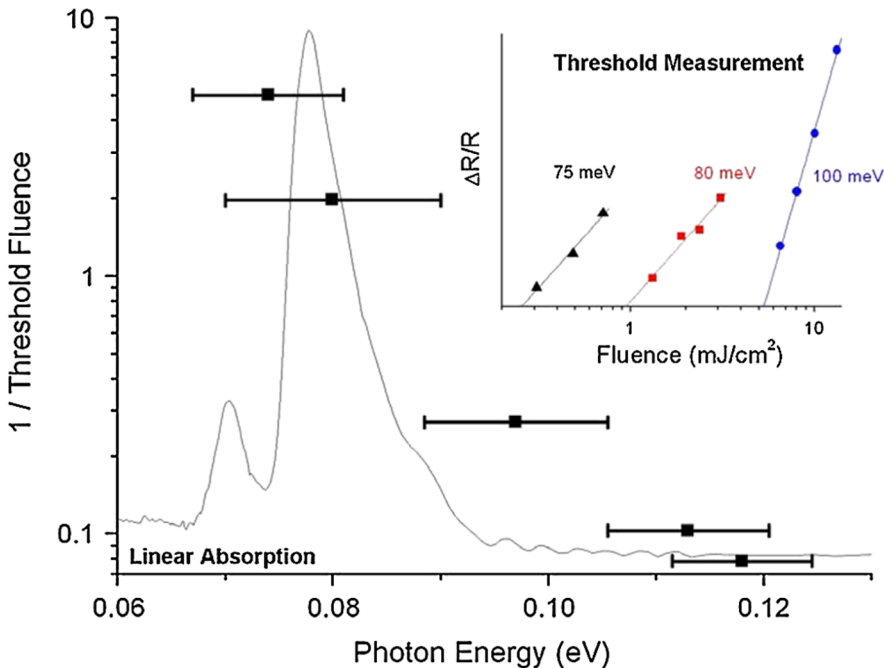 10
1
0.1
1 / Threshold Fluence
0.06
0.08
0.10
0.12
Photon Energy (eV)
Linear Absorption
Threshold Measurement
ΔR/R
75 meV
80 meV
100 meV
1
10
Fluence (mJ/cm²)